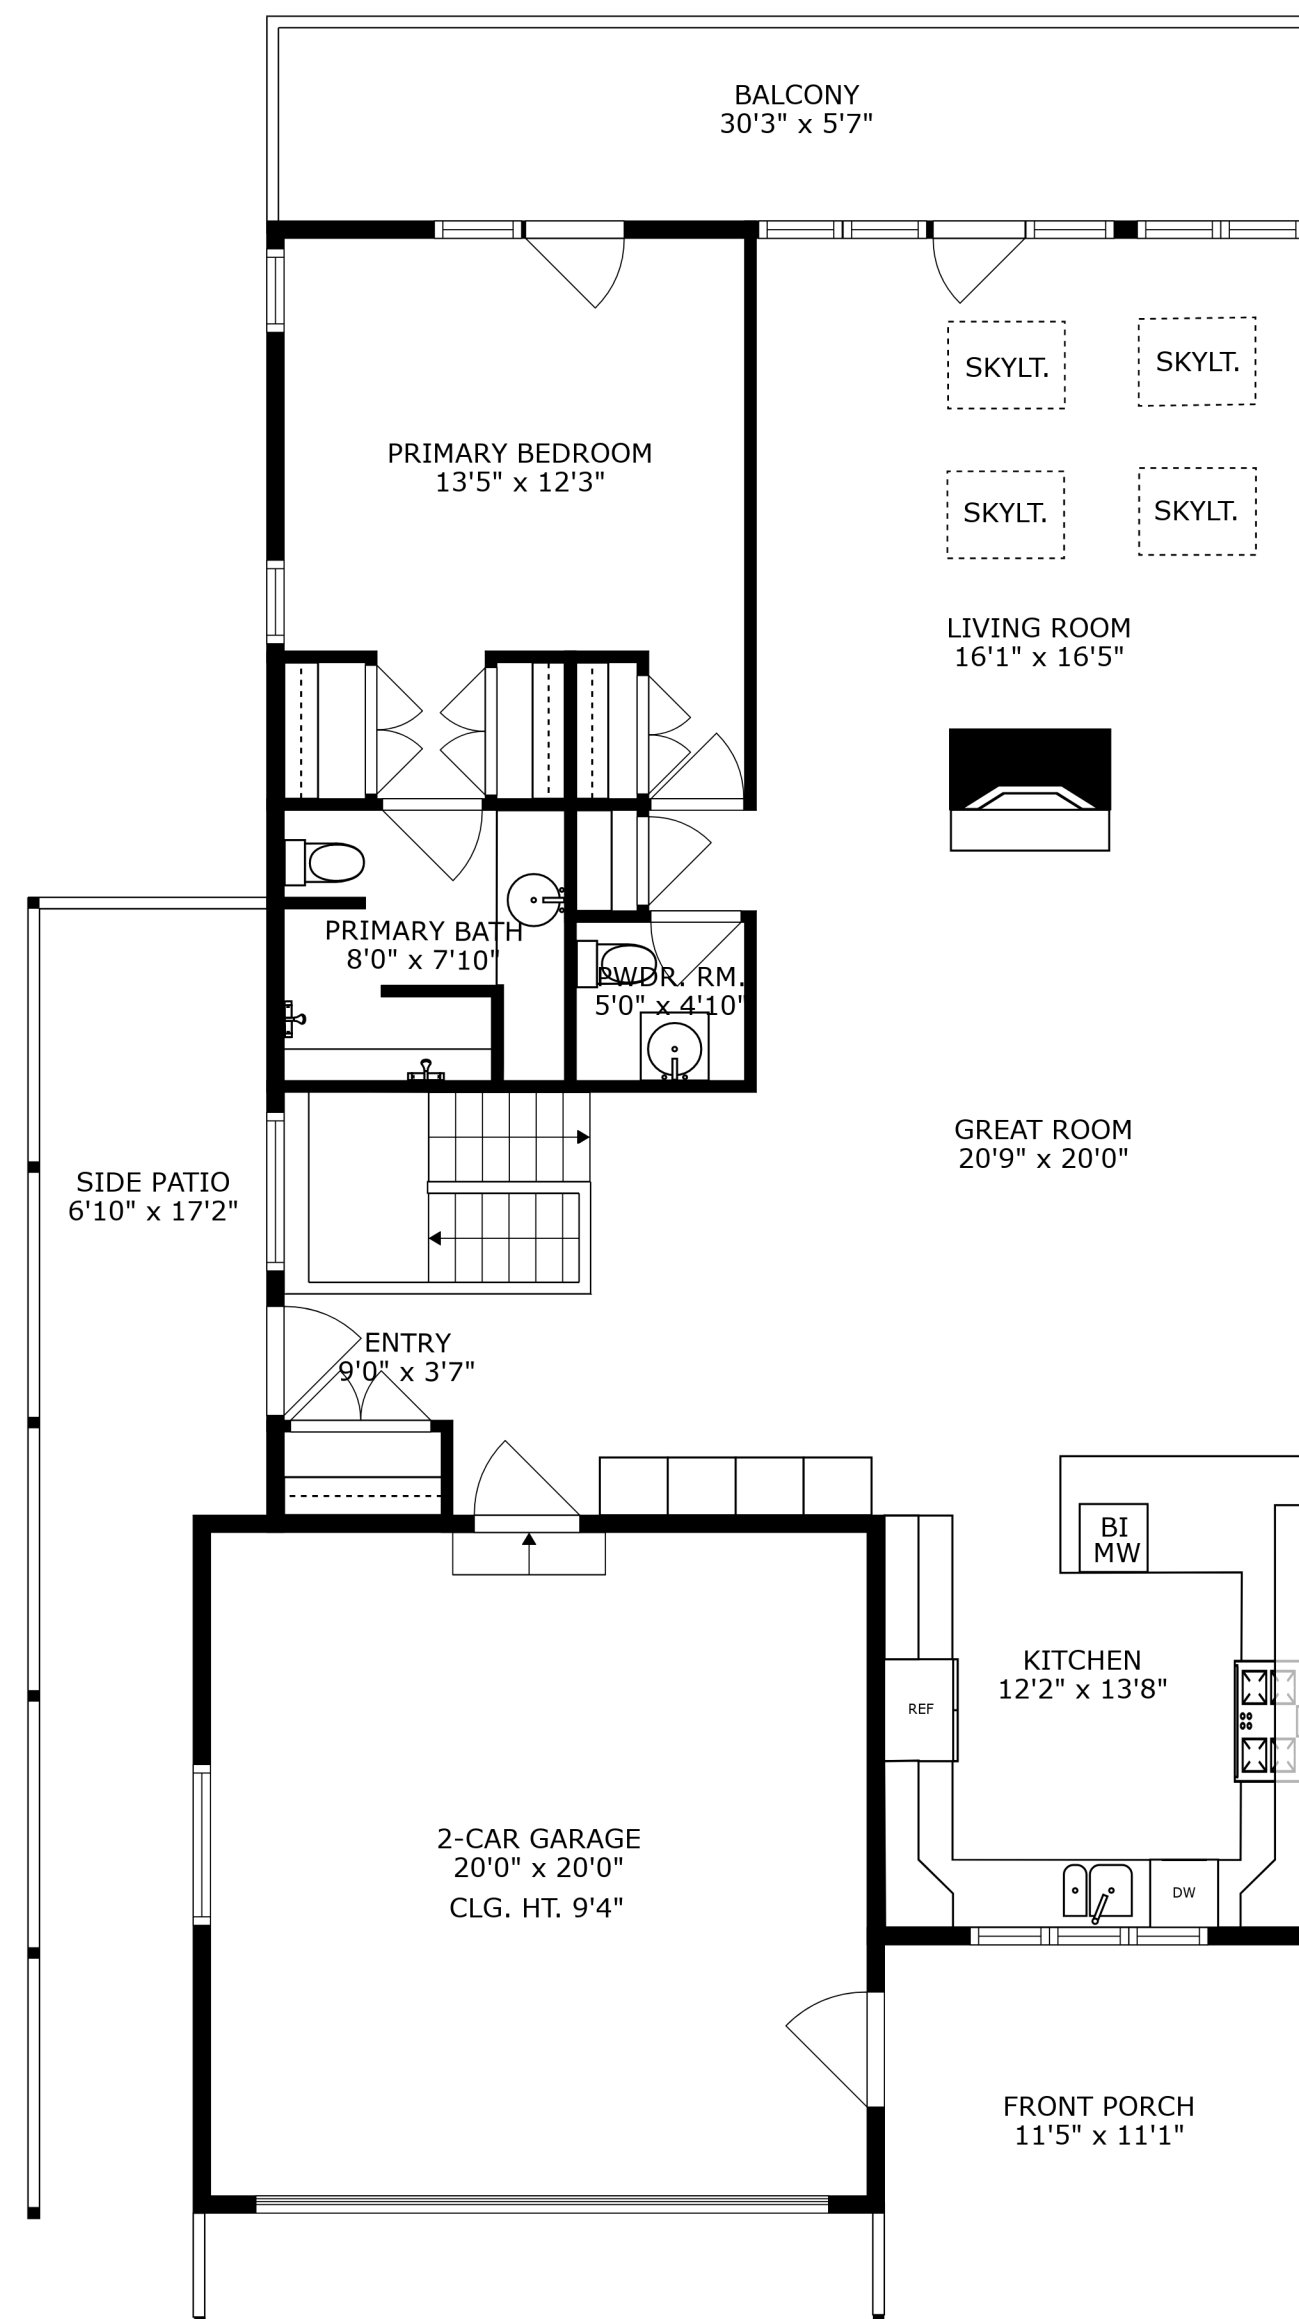 BALCONY
30'3" x 5'7"
SKYLT.
SKYLT.
PRIMARY BEDROOM
13'5" x 12'3"
SKYLT.
SKYLT.
LIVING ROOM
16'1" x 16'5"
PRIMARY BATH
8'0" x 7'10"
PWDR. RM.
5'0" x 4'10"
GREAT ROOM
20'9" x 20'0"
SIDE PATIO
6'10" x 17'2"
ENTRY
9'0" x 3'7"
BI
MW
KITCHEN
12'2" x 13'8"
REF
2-CAR GARAGE
20'0" x 20'0"
CLG. HT. 9'4"
DW
FRONT PORCH
11'5" x 11'1"